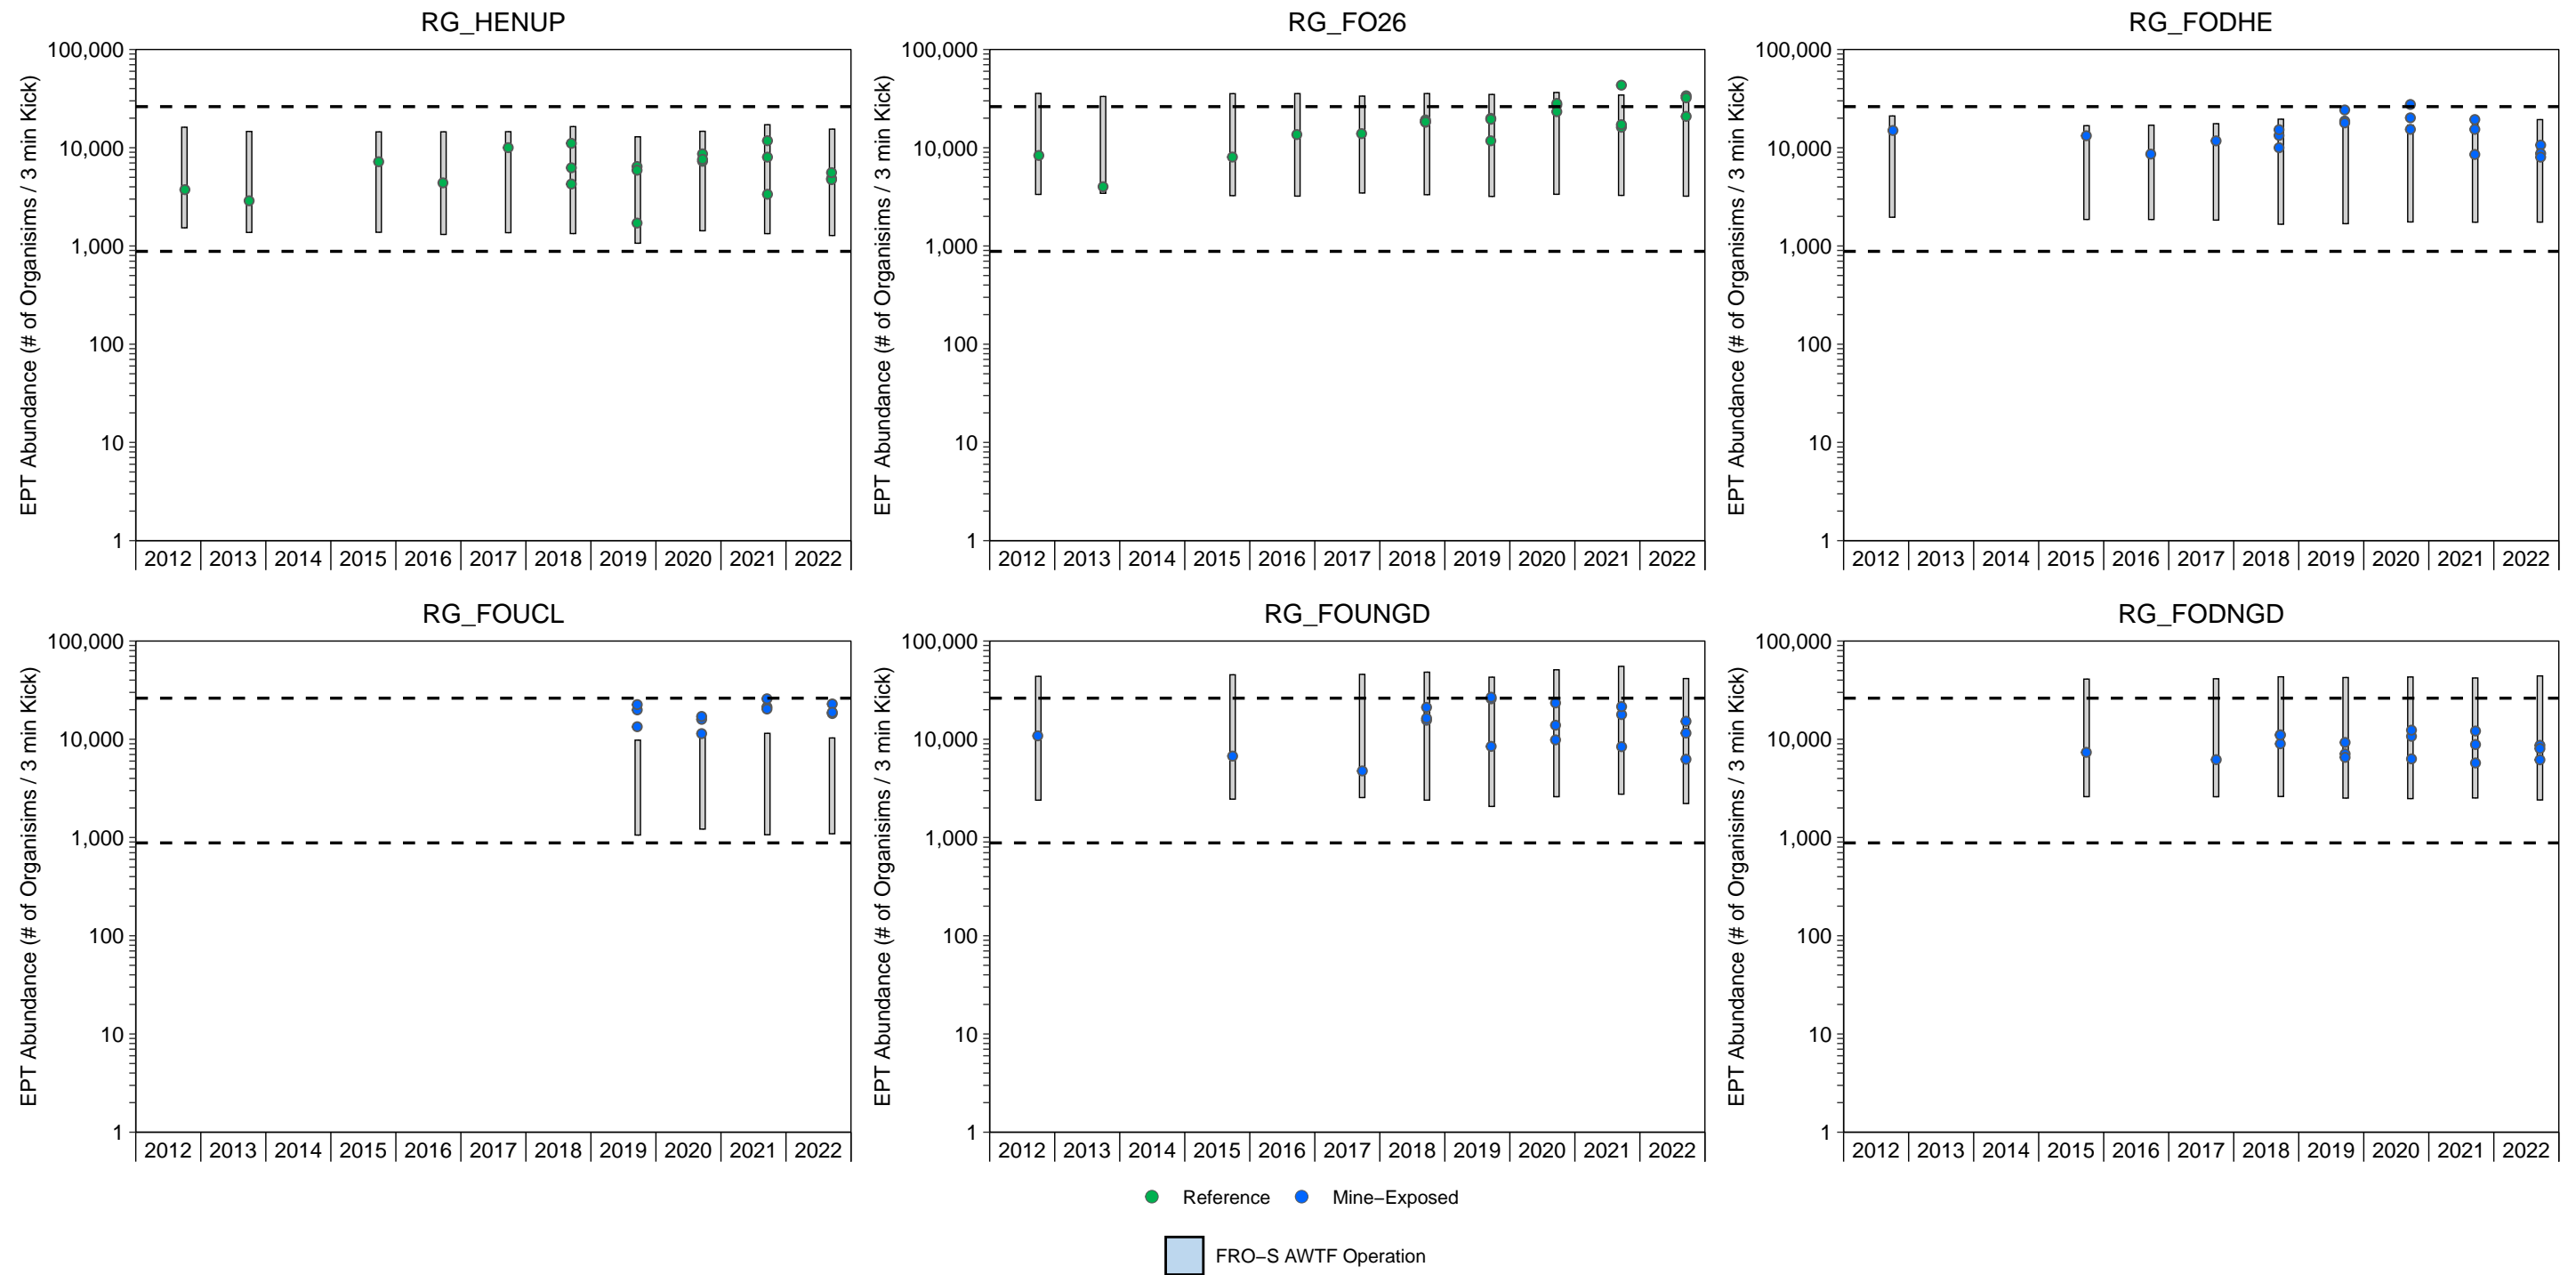 RG_HENUP
RG_FO26
RG_FODHE
EPT Abundance (# of Organisims / 3 min Kick)
100,000
10,000
1,000
100
10
1
2012 2013 2014 2015 2016 2017 2018 2019 2020 2021 2022
EPT Abundance (# of Organisims / 3 min Kick)
100,000
10,000
1,000
100
10
1
2012 2013 2014 2015 2016 2017 2018 2019 2020 2021 2022
EPT Abundance (# of Organisims / 3 min Kick)
100,000
10,000
1,000
100
10
1
2012 2013 2014 2015 2016 2017 2018 2019 2020 2021 2022
RG_FOUCL
RG_FOUNGD
RG_FODNGD
EPT Abundance (# of Organisims / 3 min Kick)
100,000
10,000
1,000
100
10
1
2012 2013 2014 2015 2016 2017 2018 2019 2020 2021 2022
EPT Abundance (# of Organisims / 3 min Kick)
100,000
10,000
1,000
100
10
1
2012 2013 2014 2015 2016 2017 2018 2019 2020 2021 2022
EPT Abundance (# of Organisims / 3 min Kick)
100,000
10,000
1,000
100
10
1
2012 2013 2014 2015 2016 2017 2018 2019 2020 2021 2022
Reference Mine−Exposed
FRO−S AWTF Operation